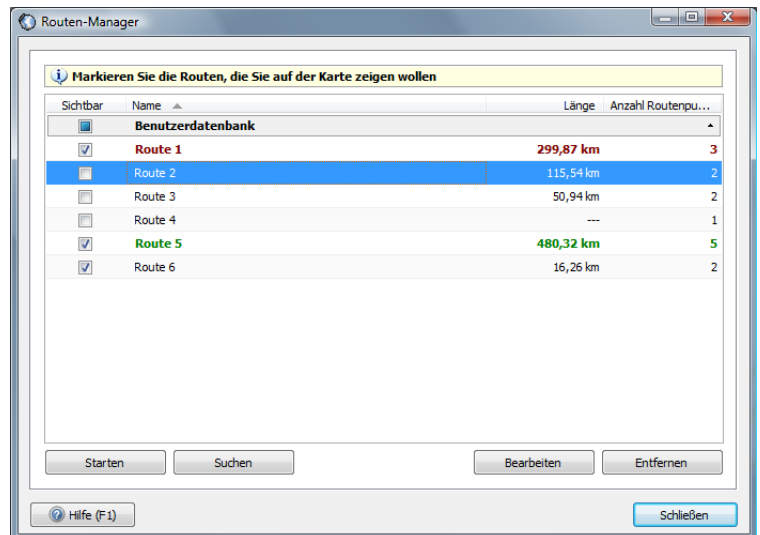 Routen-Manager
Markieren Sie die Routen, die Sie auf der Karte zeigen wollen
Sichtbar Name Länge Anzahl Routenpu...
Benutzerdatenbank
Route 1 299,87 km 3
Route 2 115,54 km 2
Route 3 50,94 km 2
Route 4 --- 1
Route 5 480,32 km 5
Route 6 16,26 km 2
Starten Suchen Bearbeiten Entfernen
Hilfe (F1) Schließen